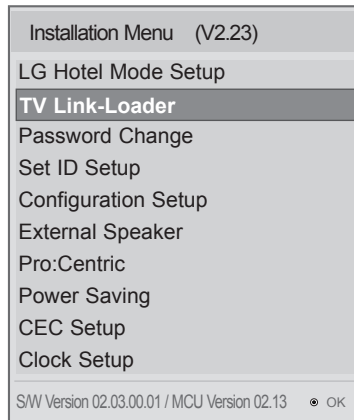 Installation Menu (V2.23)
LG Hotel Mode Setup
TV Link-Loader
Password Change
Set ID Setup
Configuration Setup
External Speaker
Pro:Centric
Power Saving
CEC Setup
Clock Setup
S/W Version 02.03.00.01 / MCU Version 02.13 ⦿ OK